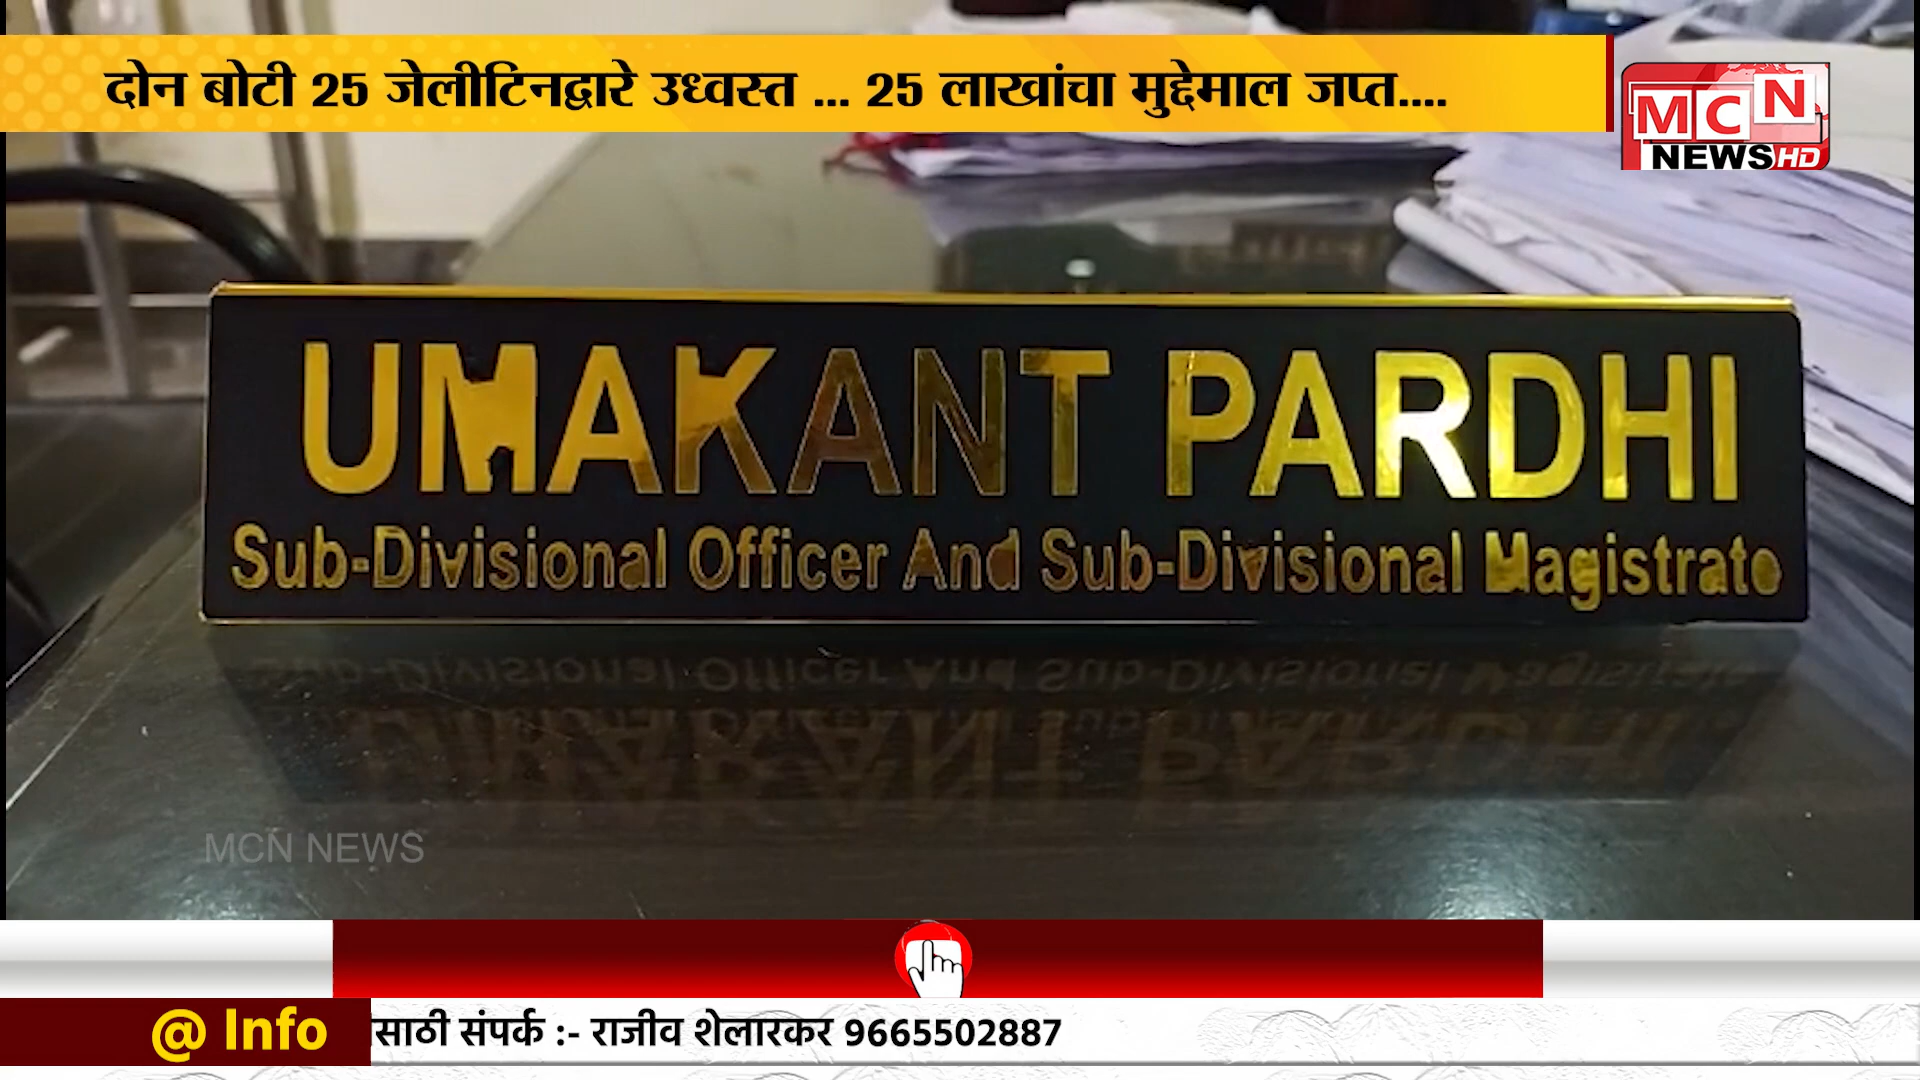 दोन बोटी 25 जेलीटिनद्वारे उध्वस्त ... 25 लाखांचा मुद्देमाल जप्त....
MCN
NEWS HD
UMAKANT PARDHI
Sub-Divisional Officer And Sub-Divisional Magistrate
MCN NEWS
@ Info
साठी संपर्क :- राजीव शेलारकर 9665502887